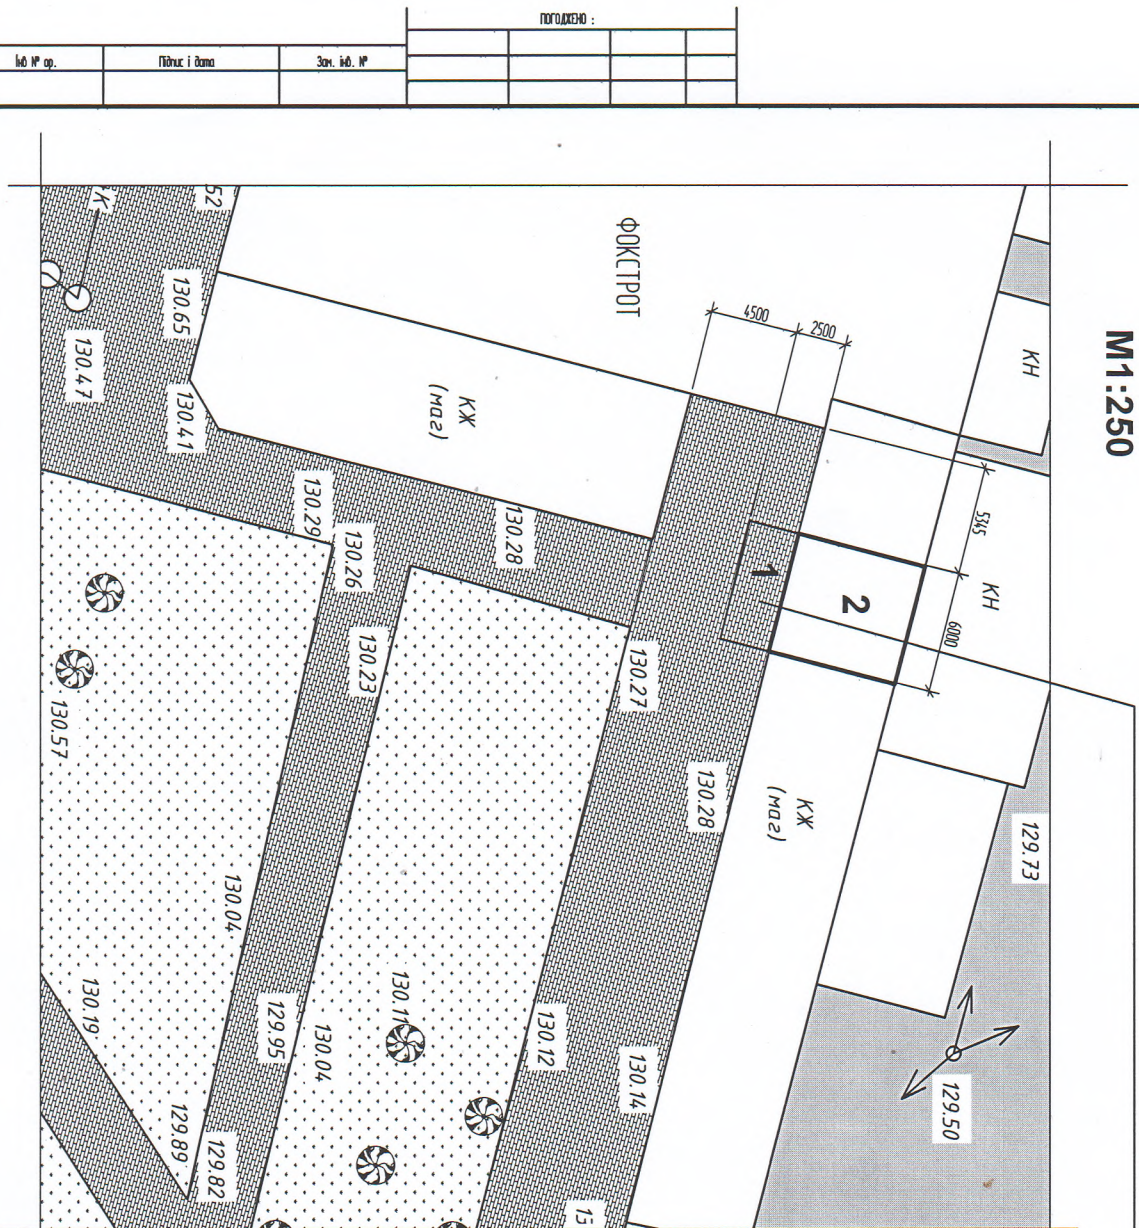 ПОГОДЖЕНО :
Інв № ор.
Підпис і дата
Зам. інв. №
М1:250
ФОКСТРОТ
К
130.65
130.47
130.41
КЖ
(маг)
4500
2500
КН
5345
КН
6000
1
2
130.29
130.26
130.28
130.23
130.27
130.28
130.57
КЖ
(маг)
129.73
130.04
130.19
129.95
130.04
130.11
130.12
130.14
129.50
129.89
129.82